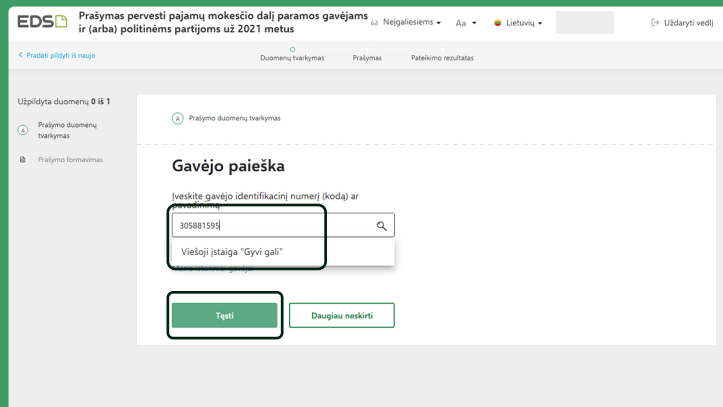 EDS
Prašymas pervesti pajamų mokesčio dalį paramos gavėjams
ir (arba) politinėms partijoms už 2021 metus
Neįgaliesiems
Aa
Lietuvių
Uždaryti vedlį
Pradėti pildyti iš naujo
Duomenų tvarkymas
Prašymas
Pateikimo rezultatas
Užpildyta duomenų 0 iš 1
A
Prašymo duomenų
tvarkymas
Prašymo formavimas
A
Prašymo duomenų tvarkymas
Gavėjo paieška
Įveskite gavėjo identifikacinį numerį (kodą) ar
pavadinimą
305881595
Viešoji įstaiga "Gyvi gali"
Tęsti
Daugiau neskirti